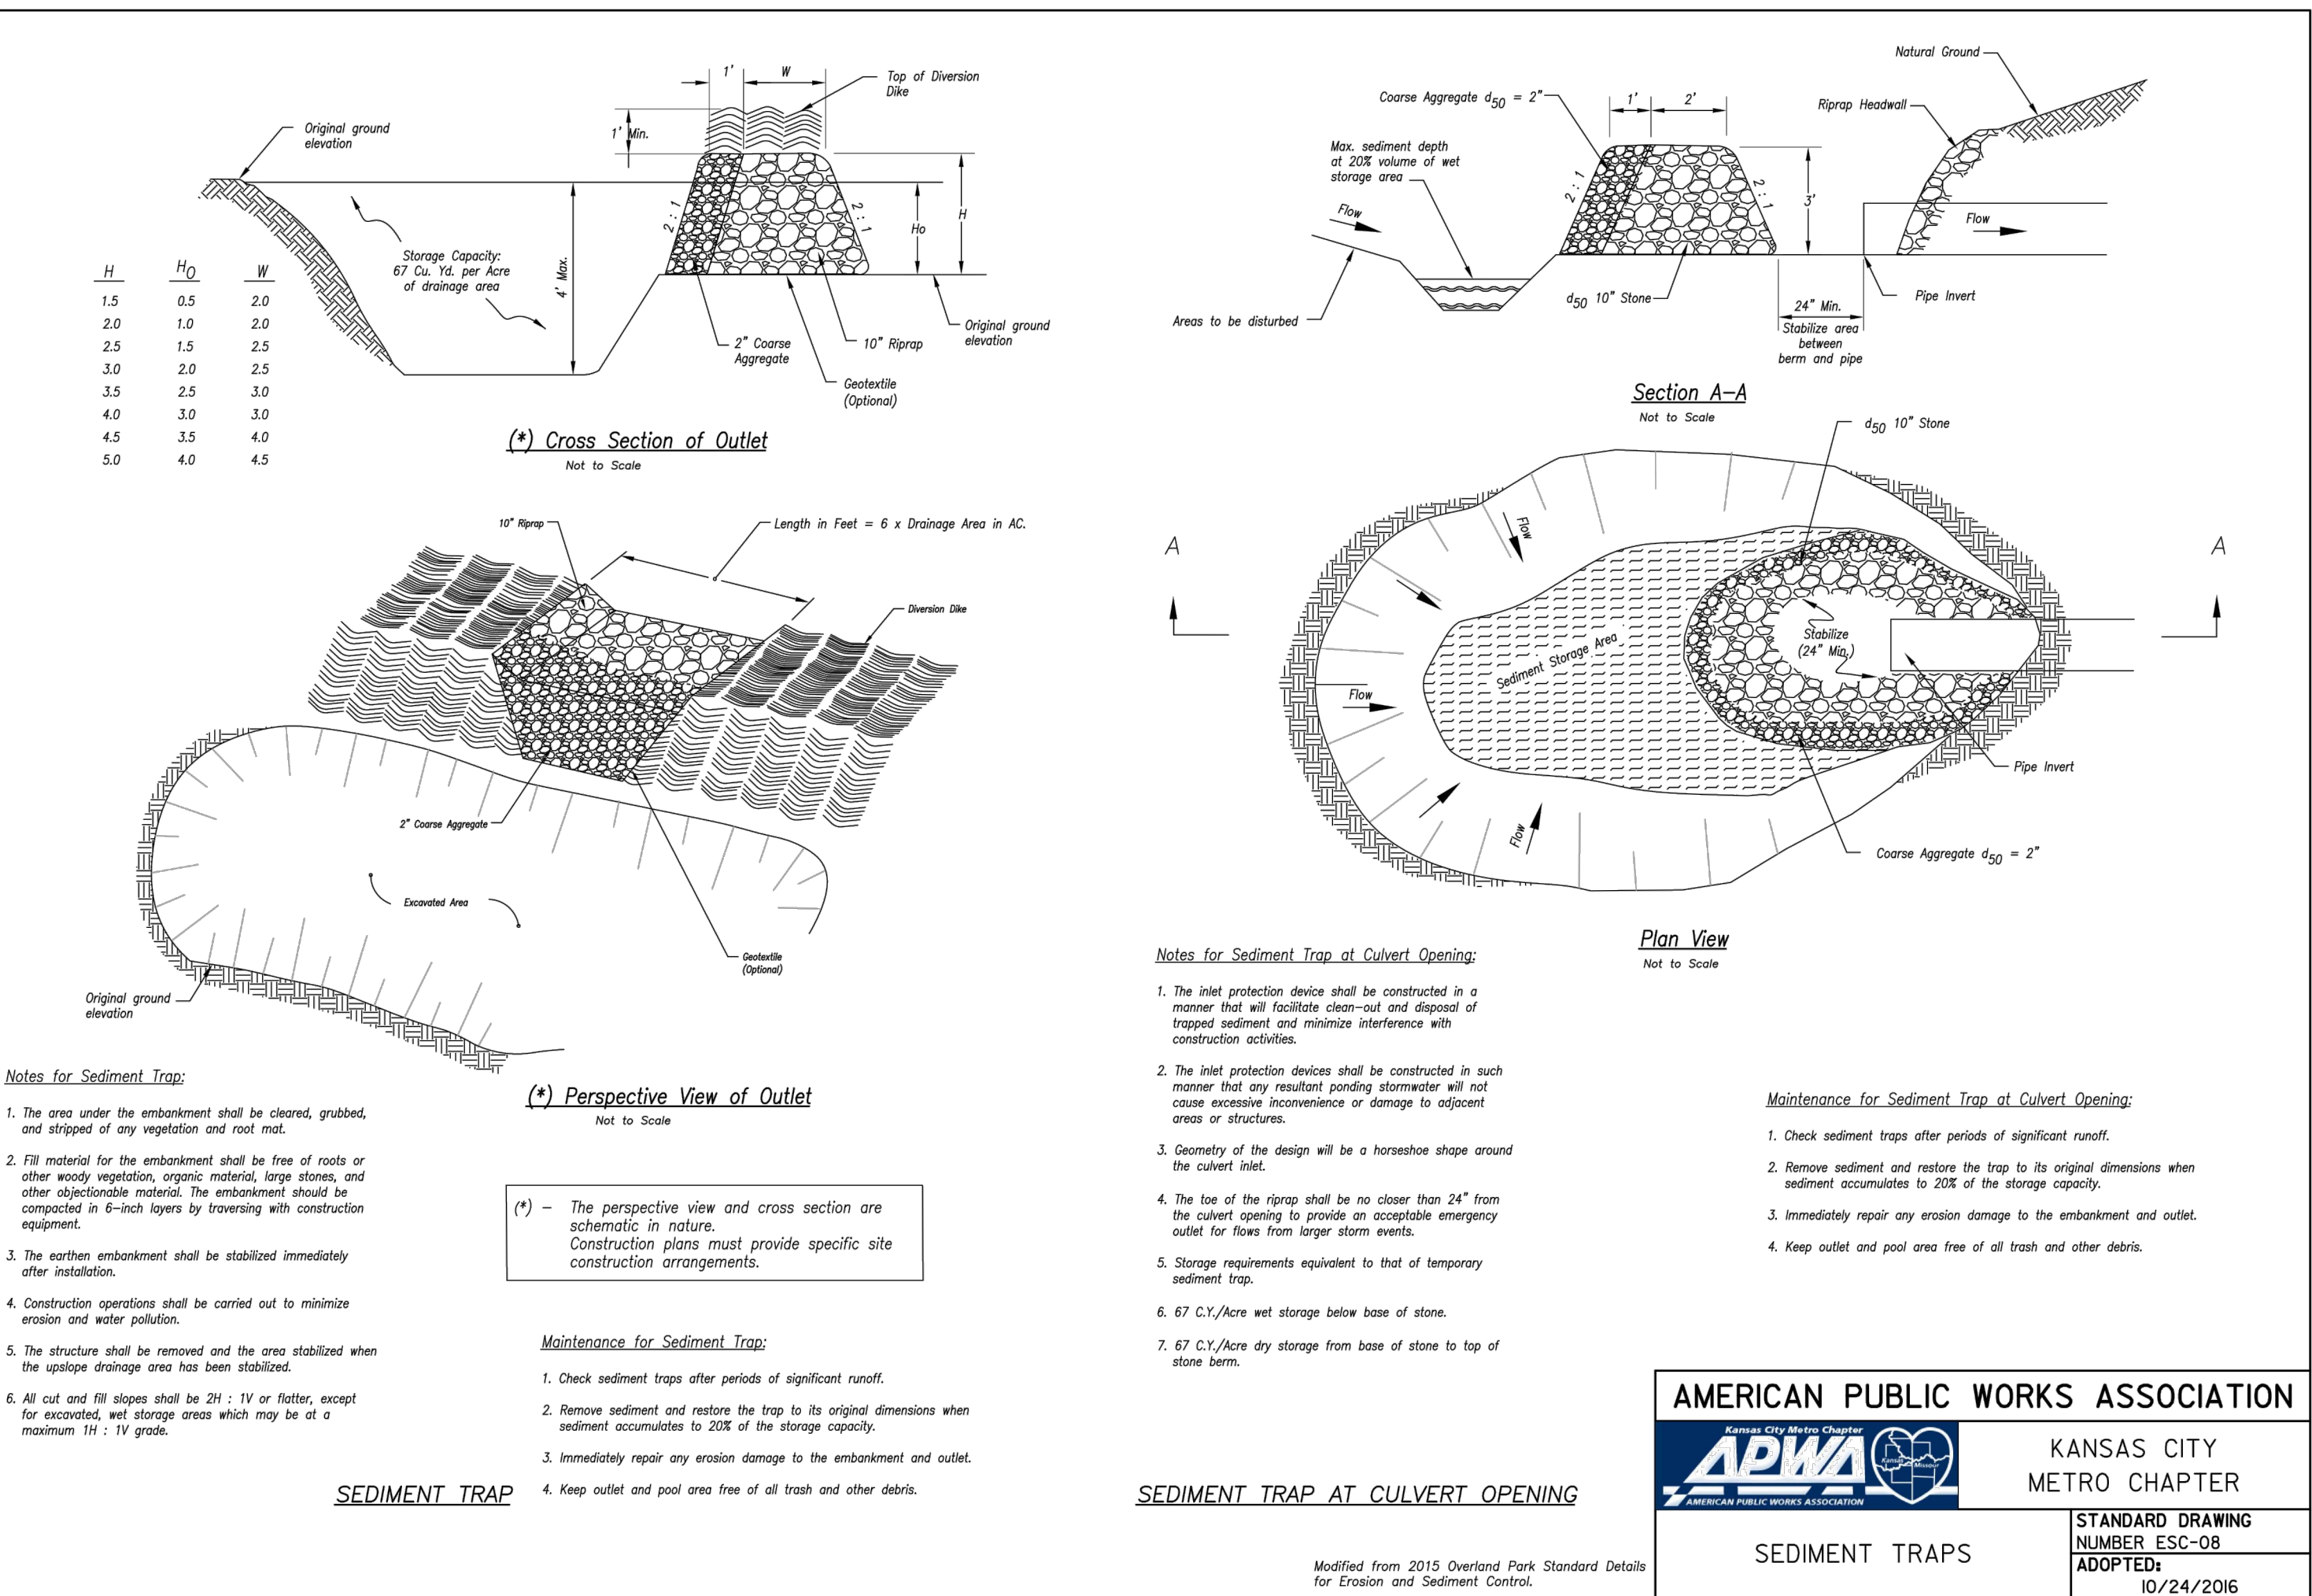 1'
W
Top of Diversion
Dike
1' Min.
Original ground
elevation
Storage Capacity:
67 Cu. Yd. per Acre
of drainage area
4' Max.
2 : 1
2 : 1
Ho
H
H HO W
1.5 0.5 2.0
2.0 1.0 2.0
2.5 1.5 2.5
3.0 2.0 2.5
3.5 2.5 3.0
4.0 3.0 3.0
4.5 3.5 4.0
5.0 4.0 4.5
2" Coarse
Aggregate
10" Riprap
Original ground
elevation
Geotextile
(Optional)
(*) Cross Section of Outlet
Not to Scale
10" Riprap
Length in Feet = 6 x Drainage Area in AC.
Diversion Dike
2" Coarse Aggregate
Excavated Area
Geotextile
(Optional)
Original ground
elevation
(*) Perspective View of Outlet
Not to Scale
Notes for Sediment Trap:
1. The area under the embankment shall be cleared, grubbed,
and stripped of any vegetation and root mat.
2. Fill material for the embankment shall be free of roots or
other woody vegetation, organic material, large stones, and
other objectionable material. The embankment should be
compacted in 6-inch layers by traversing with construction
equipment.
3. The earthen embankment shall be stabilized immediately
after installation.
4. Construction operations shall be carried out to minimize
erosion and water pollution.
5. The structure shall be removed and the area stabilized when
the upslope drainage area has been stabilized.
6. All cut and fill slopes shall be 2H : 1V or flatter, except
for excavated, wet storage areas which may be at a
maximum 1H : 1V grade.
(*) - The perspective view and cross section are
schematic in nature.
Construction plans must provide specific site
construction arrangements.
Maintenance for Sediment Trap:
1. Check sediment traps after periods of significant runoff.
2. Remove sediment and restore the trap to its original dimensions when
sediment accumulates to 20% of the storage capacity.
3. Immediately repair any erosion damage to the embankment and outlet.
4. Keep outlet and pool area free of all trash and other debris.
SEDIMENT TRAP
Natural Ground
Coarse Aggregate d50 = 2"
1'
2'
Riprap Headwall
Max. sediment depth
at 20% volume of wet
storage area
Flow
2 : 1
2 : 1
3'
Flow
Areas to be disturbed
d50 10" Stone
24" Min.
Stabilize area
between
berm and pipe
Pipe Invert
Section A-A
Not to Scale
d50 10" Stone
A
A
Flow
Stabilize
(24" Min.)
Sediment Storage Area
Flow
Flow
Pipe Invert
Coarse Aggregate d50 = 2"
Plan View
Not to Scale
Notes for Sediment Trap at Culvert Opening:
1. The inlet protection device shall be constructed in a
manner that will facilitate clean-out and disposal of
trapped sediment and minimize interference with
construction activities.
2. The inlet protection devices shall be constructed in such
manner that any resultant ponding stormwater will not
cause excessive inconvenience or damage to adjacent
areas or structures.
3. Geometry of the design will be a horseshoe shape around
the culvert inlet.
4. The toe of the riprap shall be no closer than 24" from
the culvert opening to provide an acceptable emergency
outlet for flows from larger storm events.
5. Storage requirements equivalent to that of temporary
sediment trap.
6. 67 C.Y./Acre wet storage below base of stone.
7. 67 C.Y./Acre dry storage from base of stone to top of
stone berm.
Maintenance for Sediment Trap at Culvert Opening:
1. Check sediment traps after periods of significant runoff.
2. Remove sediment and restore the trap to its original dimensions when
sediment accumulates to 20% of the storage capacity.
3. Immediately repair any erosion damage to the embankment and outlet.
4. Keep outlet and pool area free of all trash and other debris.
SEDIMENT TRAP AT CULVERT OPENING
Modified from 2015 Overland Park Standard Details
for Erosion and Sediment Control.
AMERICAN PUBLIC WORKS ASSOCIATION
Kansas City Metro Chapter
APWA
Kansas
Missouri
AMERICAN PUBLIC WORKS ASSOCIATION
KANSAS CITY
METRO CHAPTER
SEDIMENT TRAPS
STANDARD DRAWING
NUMBER ESC-08
ADOPTED:
10/24/2016